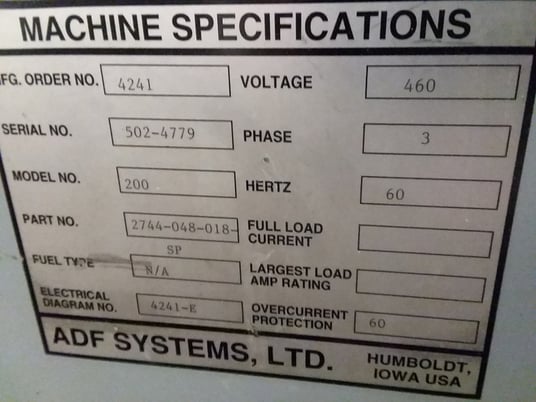 MACHINE SPECIFICATIONS
FG. ORDER NO. 4241 VOLTAGE 460
SERIAL NO. 502-4779 PHASE 3
MODEL NO. 200 HERTZ 60
PART NO. 2744-048-018- FULL LOAD
CURRENT
SP
FUEL TYPE N/A LARGEST LOAD
AMP RATING
ELECTRICAL
DIAGRAM NO. 4241-E OVERCURRENT
PROTECTION 60
ADF SYSTEMS, LTD. HUMBOLDT,
IOWA USA